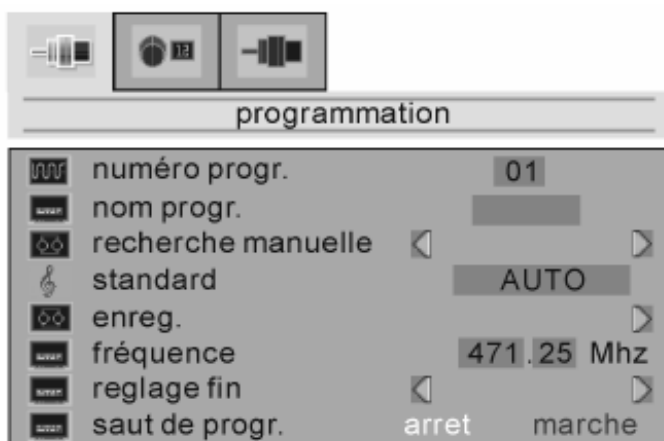 13
programmation
numéro progr. 01
nom progr.
recherche manuelle
standard AUTO
enreg.
fréquence 471.25 Mhz
reglage fin
saut de progr. arret marche